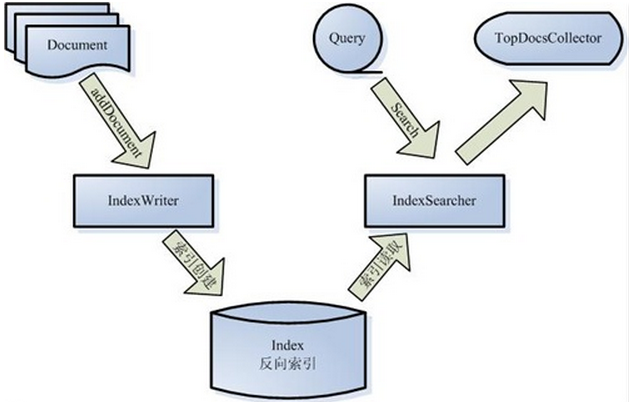 Document
Query
TopDocsCollector
addDocument
Search
IndexWriter
IndexSearcher
索引创建
索引读取
Index
反向索引